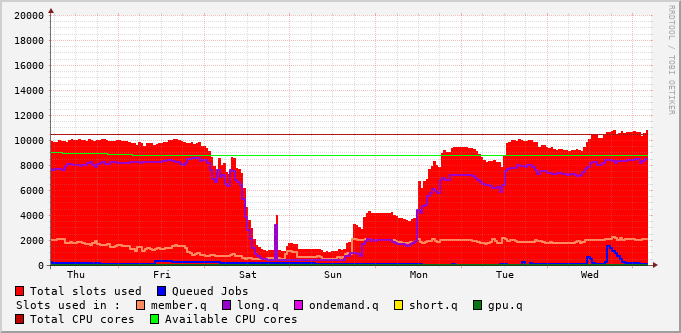 20000
18000
16000
14000
12000
10000
8000
6000
4000
2000
0
Thu Fri Sat Sun Mon Tue Wed
RRDTOOL / TOBI OETIKER
Total slots used Queued Jobs
Slots used in : member.q long.q ondemand.q short.q gpu.q
Total CPU cores Available CPU cores